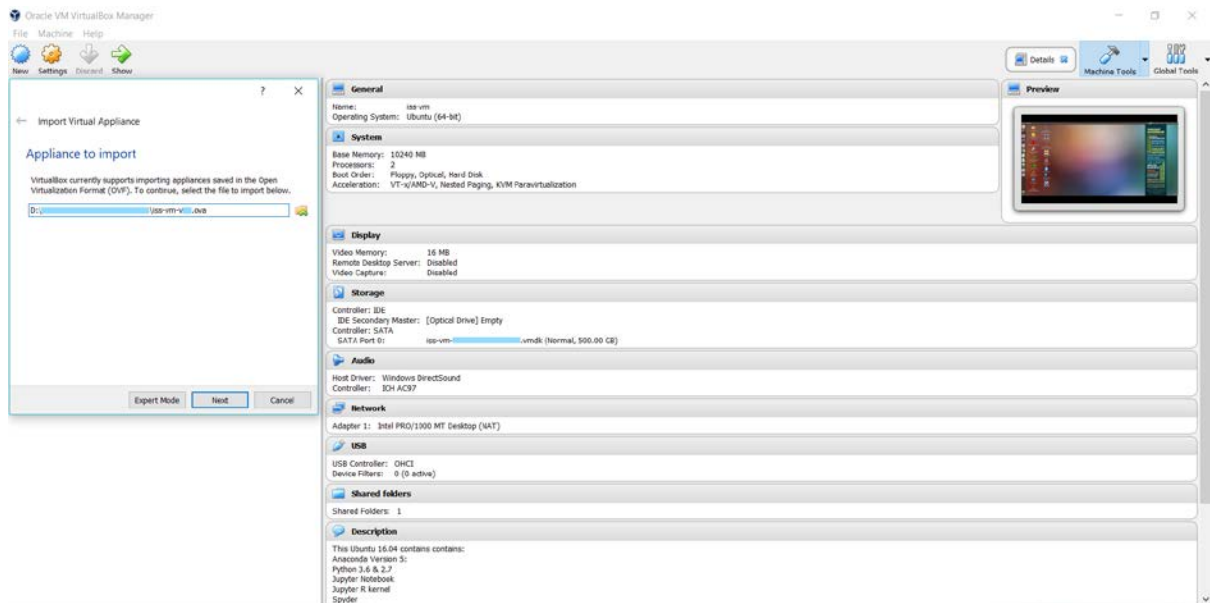 Oracle VM VirtualBox Manager
File Machine Help
New Settings Discard Show
Details
Machine Tools
Global Tools
?
Import Virtual Appliance
Appliance to import
VirtualBox currently supports importing appliances saved in the Open
Virtualization Format (OVF). To continue, select the file to import below.
D:\ \iss-vm-v .ova
Expert Mode Next Cancel
General
Name: iss-vm
Operating System: Ubuntu (64-bit)
System
Base Memory: 10240 MB
Processors: 2
Boot Order: Floppy, Optical, Hard Disk
Acceleration: VT-x/AMD-V, Nested Paging, KVM Paravirtualization
Preview
Display
Video Memory: 16 MB
Remote Desktop Server: Disabled
Video Capture: Disabled
Storage
Controller: IDE
IDE Secondary Master: [Optical Drive] Empty
Controller: SATA
SATA Port 0: iss-vm- .vmdk (Normal, 500.00 GB)
Audio
Host Driver: Windows DirectSound
Controller: ICH AC97
Network
Adapter 1: Intel PRO/1000 MT Desktop (NAT)
USB
USB Controller: OHCI
Device Filters: 0 (0 active)
Shared folders
Shared Folders: 1
Description
This Ubuntu 16.04 contains contains:
Anaconda Version 5:
Python 3.6 & 2.7
Jupyter Notebook
Jupyter R kernel
Spyder